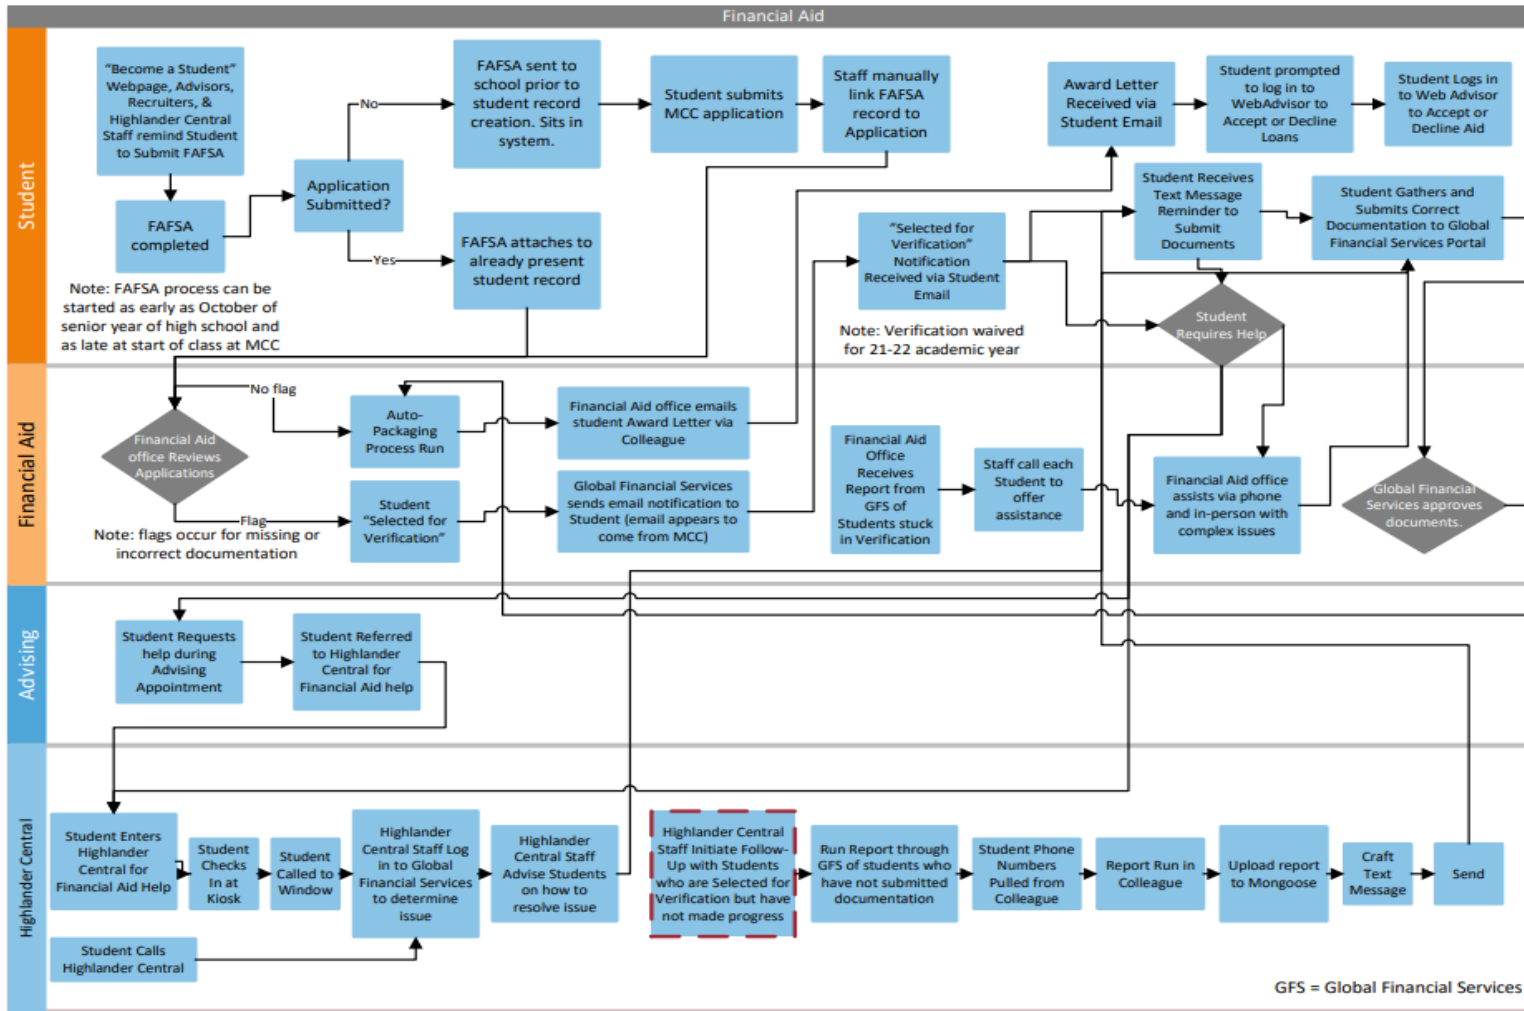 Financial Aid
Student
"Become a Student"
Webpage, Advisors,
Recruiters, &
Highlander Central
Staff remind Student
to Submit FAFSA
FAFSA
completed
Note: FAFSA process can be
started as early as October of
senior year of high school and
as late at start of class at MCC
Application
Submitted?
No
Yes
FAFSA sent to
school prior to
student record
creation. Sits in
system.
Student submits
MCC application
Staff manually
link FAFSA
record to
Application
FAFSA attaches to
already present
student record
"Selected for
Verification"
Notification
Received via Student
Email
Note: Verification waived
for 21-22 academic year
Award Letter
Received via
Student Email
Student prompted
to log in to
WebAdvisor to
Accept or Decline
Loans
Student Logs in
to Web Advisor
to Accept or
Decline Aid
Student Receives
Text Message
Reminder to
Submit
Documents
Student Gathers and
Submits Correct
Documentation to Global
Financial Services Portal
Student
Requires Help
Financial Aid
Financial Aid
office Reviews
Applications
No flag
Flag
Note: flags occur for missing or
incorrect documentation
Auto-
Packaging
Process Run
Financial Aid office emails
student Award Letter via
Colleague
Student
"Selected for
Verification"
Global Financial Services
sends email notification to
Student (email appears to
come from MCC)
Financial Aid
Office
Receives
Report from
GFS of
Students stuck
in Verification
Staff call each
Student to
offer
assistance
Financial Aid office
assists via phone
and in-person with
complex issues
Global Financial
Services approves
documents.
Advising
Student Requests
help during
Advising
Appointment
Student Referred
to Highlander
Central for
Financial Aid help
Highlander Central
Student Enters
Highlander
Central for
Financial Aid Help
Student
Checks
In at
Kiosk
Student
Called to
Window
Highlander
Central Staff Log
in to Global
Financial Services
to determine
issue
Highlander
Central Staff
Advise Students
on how to
resolve issue
Highlander Central
Staff Initiate Follow-
Up with Students
who are Selected for
Verification but have
not made progress
Run Report through
GFS of students who
have not submitted
documentation
Student Phone
Numbers
Pulled from
Colleague
Report Run in
Colleague
Upload report
to Mongoose
Craft
Text
Message
Send
Student Calls
Highlander Central
GFS = Global Financial Services